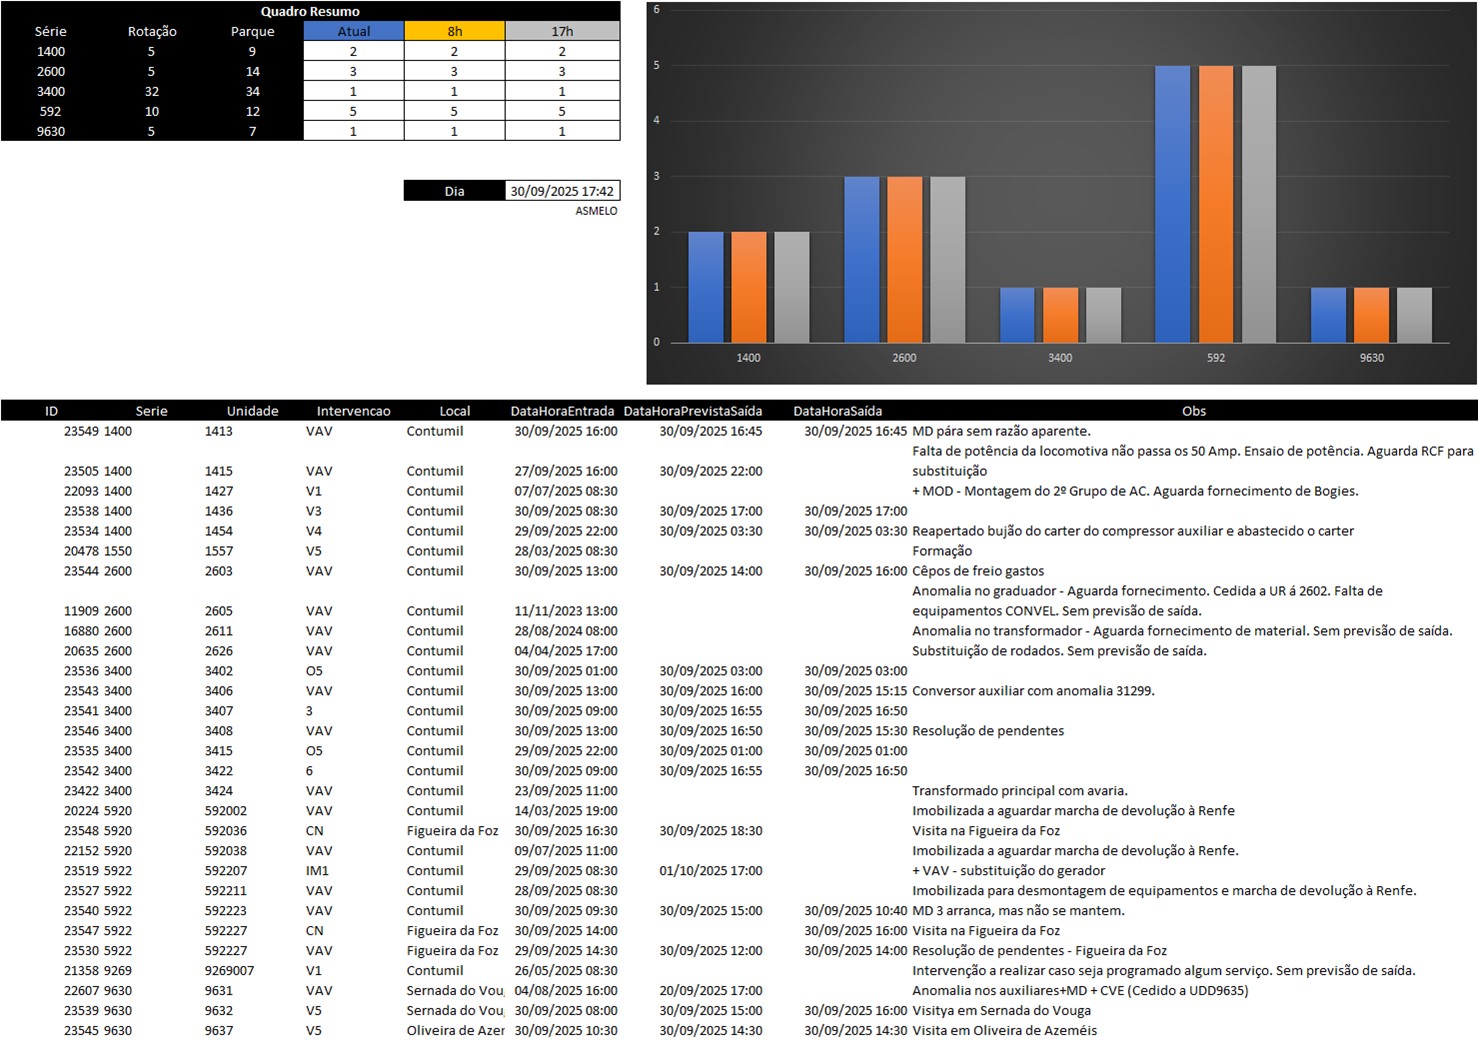 Quadro Resumo
Série Rotação Parque Atual 8h 17h
1400 5 9 2 2 2
2600 5 14 3 3 3
3400 32 34 1 1 1
592 10 12 5 5 5
9630 5 7 1 1 1
Dia 30/09/2025 17:42
ASMELO
6
5
4
3
2
1
0
1400 2600 3400 592 9630
ID Serie Unidade Intervencao Local DataHoraEntrada DataHoraPrevistaSaída DataHoraSaída Obs
23549 1400 1413 VAV Contumil 30/09/2025 16:00 30/09/2025 16:45 30/09/2025 16:45 MD pára sem razão aparente.
Falta de potência da locomotiva não passa os 50 Amp. Ensaio de potência. Aguarda RCF para
23505 1400 1415 VAV Contumil 27/09/2025 16:00 30/09/2025 22:00 substituição
22093 1400 1427 V1 Contumil 07/07/2025 08:30 + MOD - Montagem do 2º Grupo de AC. Aguarda fornecimento de Bogies.
23538 1400 1436 V3 Contumil 30/09/2025 08:30 30/09/2025 17:00 30/09/2025 17:00
23534 1400 1454 V4 Contumil 29/09/2025 22:00 30/09/2025 03:30 30/09/2025 03:30 Reapertado bujão do carter do compressor auxiliar e abastecido o carter
20478 1550 1557 V5 Contumil 28/03/2025 08:30 Formação
23544 2600 2603 VAV Contumil 30/09/2025 13:00 30/09/2025 14:00 30/09/2025 16:00 Cêpos de freio gastos
Anomalia no graduador - Aguarda fornecimento. Cedida a UR á 2602. Falta de
11909 2600 2605 VAV Contumil 11/11/2023 13:00 equipamentos CONVEL. Sem previsão de saída.
16880 2600 2611 VAV Contumil 28/08/2024 08:00 Anomalia no transformador - Aguarda fornecimento de material. Sem previsão de saída.
20635 2600 2626 VAV Contumil 04/04/2025 17:00 Substituição de rodados. Sem previsão de saída.
23536 3400 3402 O5 Contumil 30/09/2025 01:00 30/09/2025 03:00 30/09/2025 03:00
23543 3400 3406 VAV Contumil 30/09/2025 13:00 30/09/2025 16:00 30/09/2025 15:15 Conversor auxiliar com anomalia 31299.
23541 3400 3407 3 Contumil 30/09/2025 09:00 30/09/2025 16:55 30/09/2025 16:50
23546 3400 3408 VAV Contumil 30/09/2025 13:00 30/09/2025 16:50 30/09/2025 15:30 Resolução de pendentes
23535 3400 3415 O5 Contumil 29/09/2025 22:00 30/09/2025 01:00 30/09/2025 01:00
23542 3400 3422 6 Contumil 30/09/2025 09:00 30/09/2025 16:55 30/09/2025 16:50
23422 3400 3424 VAV Contumil 23/09/2025 11:00 Transformado principal com avaria.
20224 5920 592002 VAV Contumil 14/03/2025 19:00 Imobilizada a aguardar marcha de devolução à Renfe
23548 5920 592036 CN Figueira da Foz 30/09/2025 16:30 30/09/2025 18:30 Visita na Figueira da Foz
22152 5920 592038 VAV Contumil 09/07/2025 11:00 Imobilizada a aguardar marcha de devolução à Renfe.
23519 5922 592207 IM1 Contumil 29/09/2025 08:30 01/10/2025 17:00 + VAV - substituição do gerador
23527 5922 592211 VAV Contumil 28/09/2025 08:30 Imobilizada para desmontagem de equipamentos e marcha de devolução à Renfe.
23540 5922 592223 VAV Contumil 30/09/2025 09:30 30/09/2025 15:00 30/09/2025 10:40 MD 3 arranca, mas não se mantem.
23547 5922 592227 CN Figueira da Foz 30/09/2025 14:00 30/09/2025 16:00 Visita na Figueira da Foz
23530 5922 592227 VAV Figueira da Foz 29/09/2025 14:30 30/09/2025 12:00 30/09/2025 14:00 Resolução de pendentes - Figueira da Foz
21358 9269 9269007 V1 Contumil 26/05/2025 08:30 Intervenção a realizar caso seja programado algum serviço. Sem previsão de saída.
22607 9630 9631 VAV Sernada do Voug 04/08/2025 16:00 20/09/2025 17:00 Anomalia nos auxiliares+MD + CVE (Cedido a UDD9635)
23539 9630 9632 V5 Sernada do Voug 30/09/2025 08:00 30/09/2025 15:00 30/09/2025 16:00 Visitya em Sernada do Vouga
23545 9630 9637 V5 Oliveira de Azer 30/09/2025 10:30 30/09/2025 14:30 30/09/2025 14:30 Visita em Oliveira de Azeméis